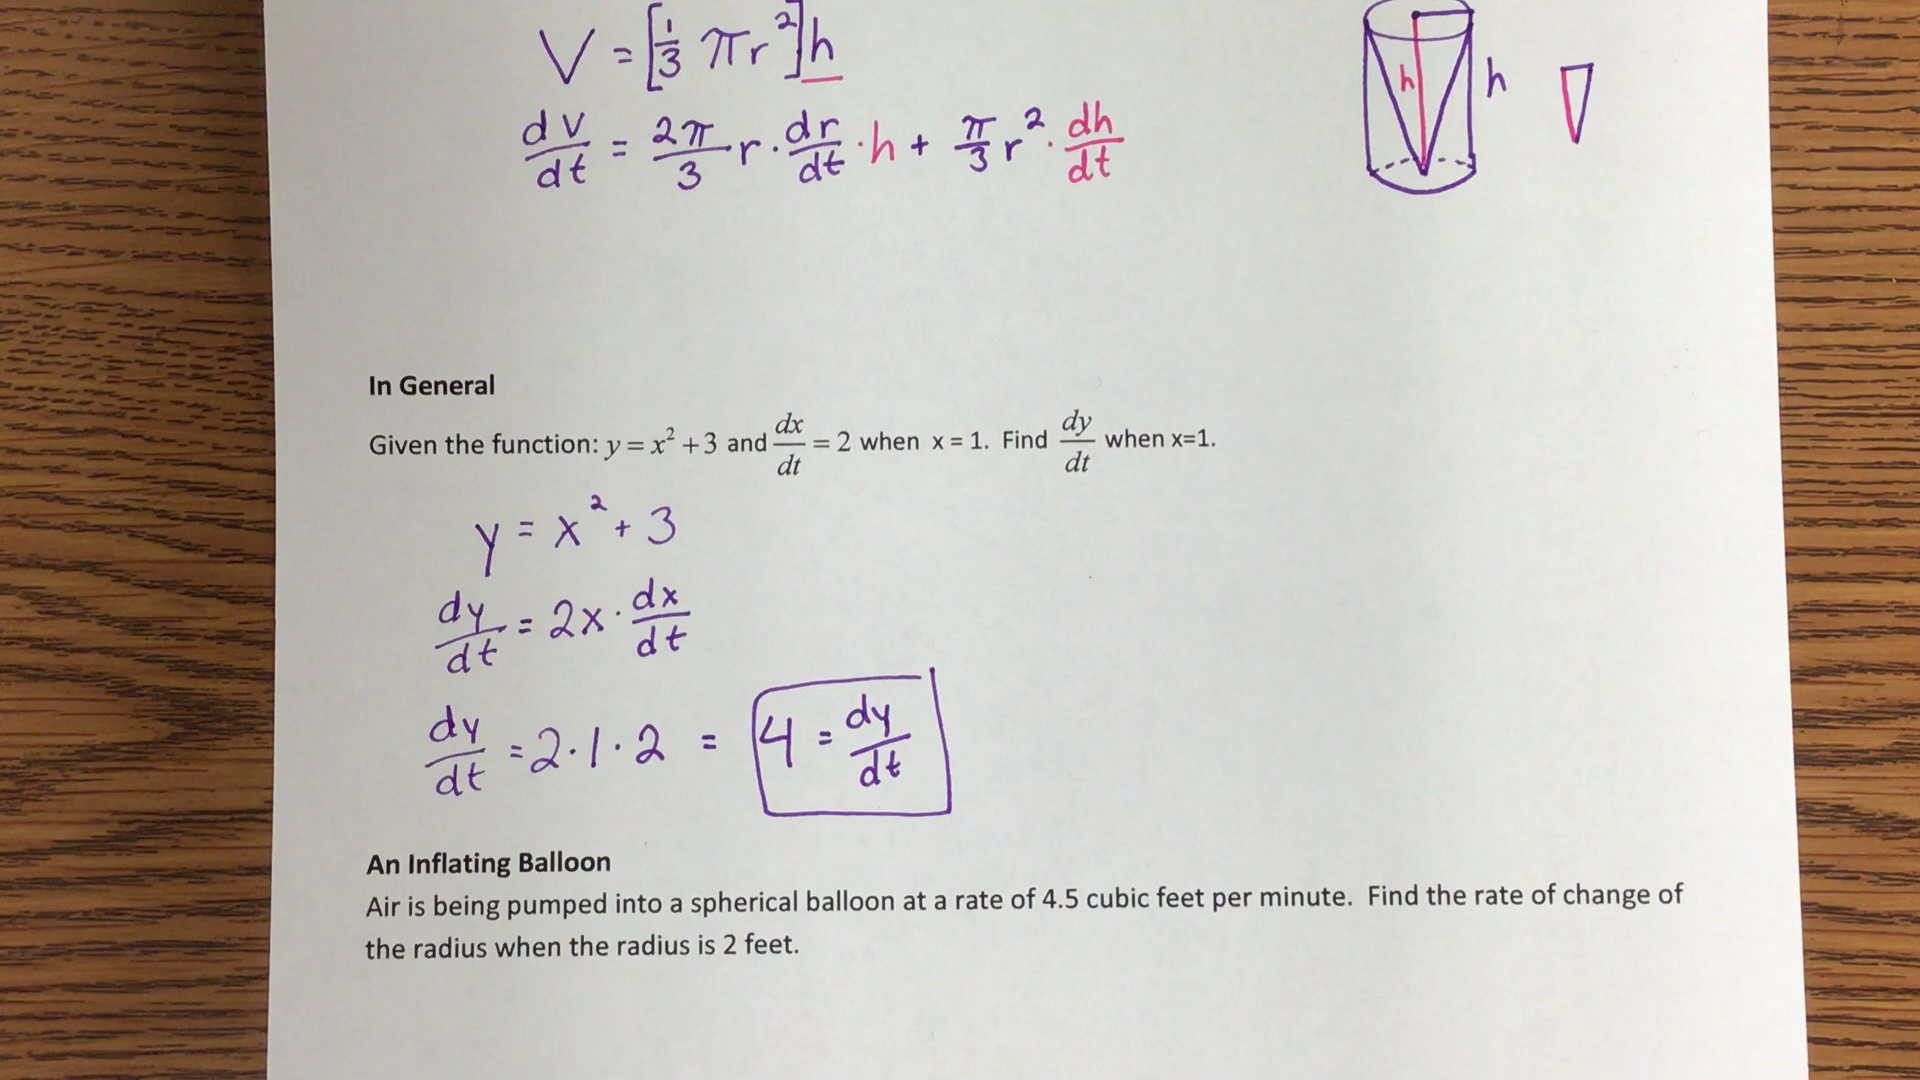 V = [1/3 πr²]h
dv/dt = 2π/3 r · dr/dt · h + π/3 r² · dh/dt
h
h
In General
Given the function: y = x² + 3 and dx/dt = 2 when x = 1. Find dy/dt when x=1.
y = x² + 3
dy/dt = 2x · dx/dt
dy/dt = 2 · 1 · 2 = 4 = dy/dt
An Inflating Balloon
Air is being pumped into a spherical balloon at a rate of 4.5 cubic feet per minute. Find the rate of change of
the radius when the radius is 2 feet.